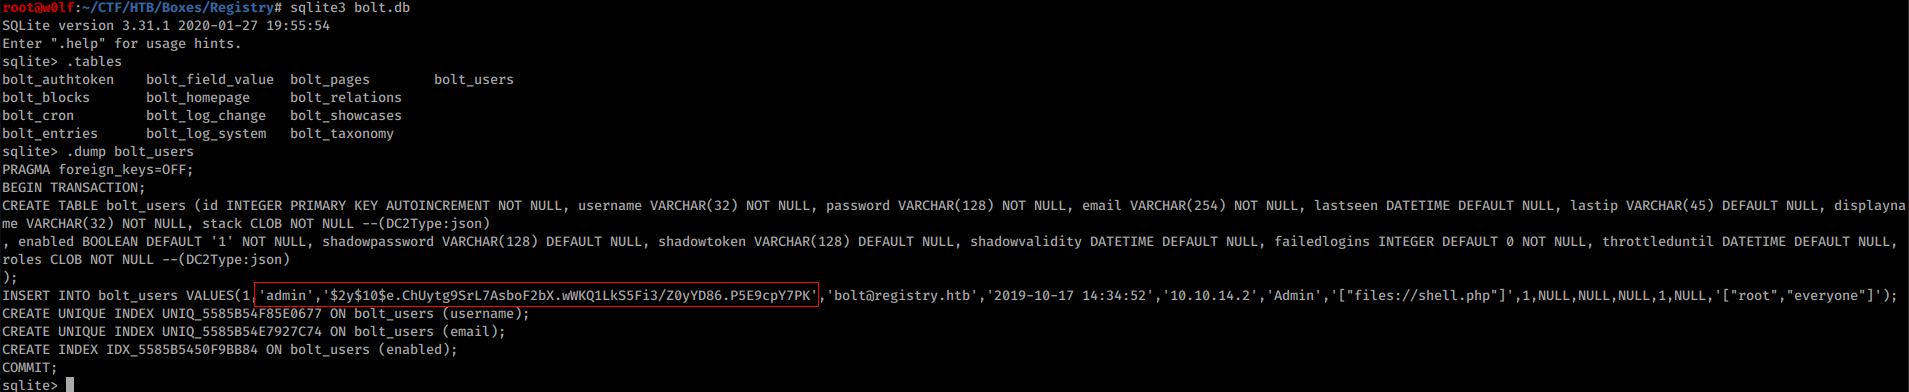 root@w0lf:~/CTF/HTB/Boxes/Registry# sqlite3 bolt.db
SQLite version 3.31.1 2020-01-27 19:55:54
Enter ".help" for usage hints.
sqlite> .tables
bolt_authtoken    bolt_field_value  bolt_pages        bolt_users
bolt_blocks       bolt_homepage     bolt_relations
bolt_cron         bolt_log_change   bolt_showcases
bolt_entries      bolt_log_system   bolt_taxonomy
sqlite> .dump bolt_users
PRAGMA foreign_keys=OFF;
BEGIN TRANSACTION;
CREATE TABLE bolt_users (id INTEGER PRIMARY KEY AUTOINCREMENT NOT NULL, username VARCHAR(32) NOT NULL, password VARCHAR(128) NOT NULL, email VARCHAR(254) NOT NULL, lastseen DATETIME DEFAULT NULL, lastip VARCHAR(45) DEFAULT NULL, displayna
me VARCHAR(32) NOT NULL, stack CLOB NOT NULL --(DC2Type:json)
, enabled BOOLEAN DEFAULT '1' NOT NULL, shadowpassword VARCHAR(128) DEFAULT NULL, shadowtoken VARCHAR(128) DEFAULT NULL, shadowvalidity DATETIME DEFAULT NULL, failedlogins INTEGER DEFAULT 0 NOT NULL, throttleduntil DATETIME DEFAULT NULL,
roles CLOB NOT NULL --(DC2Type:json)
);
INSERT INTO bolt_users VALUES(1,'admin','$2y$10$e.ChUytg9SrL7AsboF2bX.wWKQ1LkS5Fi3/Z0yYD86.P5E9cpY7PK','bolt@registry.htb','2019-10-17 14:34:52','10.10.14.2','Admin','["files://shell.php"]',1,NULL,NULL,NULL,1,NULL,'["root","everyone"]');
CREATE UNIQUE INDEX UNIQ_5585B54F85E0677 ON bolt_users (username);
CREATE UNIQUE INDEX UNIQ_5585B54E7927C74 ON bolt_users (email);
CREATE INDEX IDX_5585B5450F9BB84 ON bolt_users (enabled);
COMMIT;
sqlite>